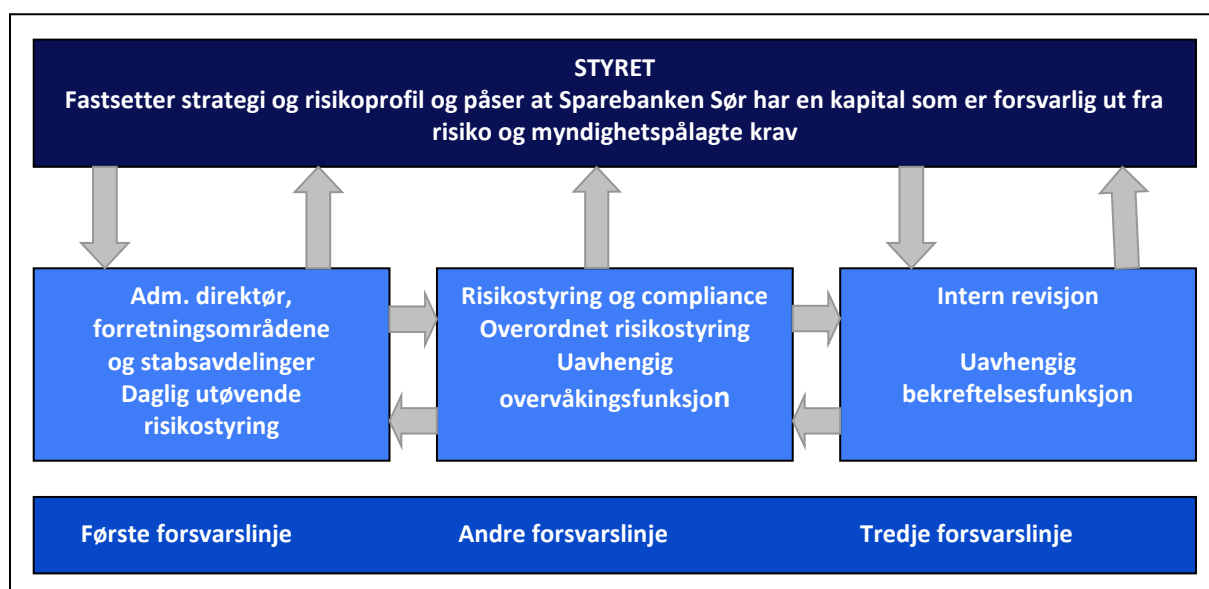 STYRET
Fastsetter strategi og risikoprofil og påser at Sparebanken Sør har en kapital som er forsvarlig ut fra
risiko og myndighetspålagte krav
Adm. direktør,
forretningsområdene
og stabsavdelinger
Daglig utøvende
risikostyring
Risikostyring og compliance
Overordnet risikostyring
Uavhengig
overvåkingsfunksjon
Intern revisjon
Uavhengig
bekreftelsesfunksjon
Første forsvarslinje
Andre forsvarslinje
Tredje forsvarslinje